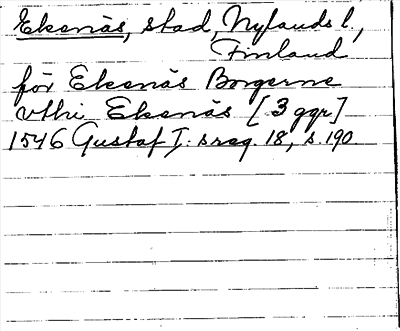 Ekenäs, stad, Nylands l.,
Finland
för Ekenäs Borgerne
vthi Ekenäs [3 ggr]
1546 Gustaf I:s reg. 18, s. 190.